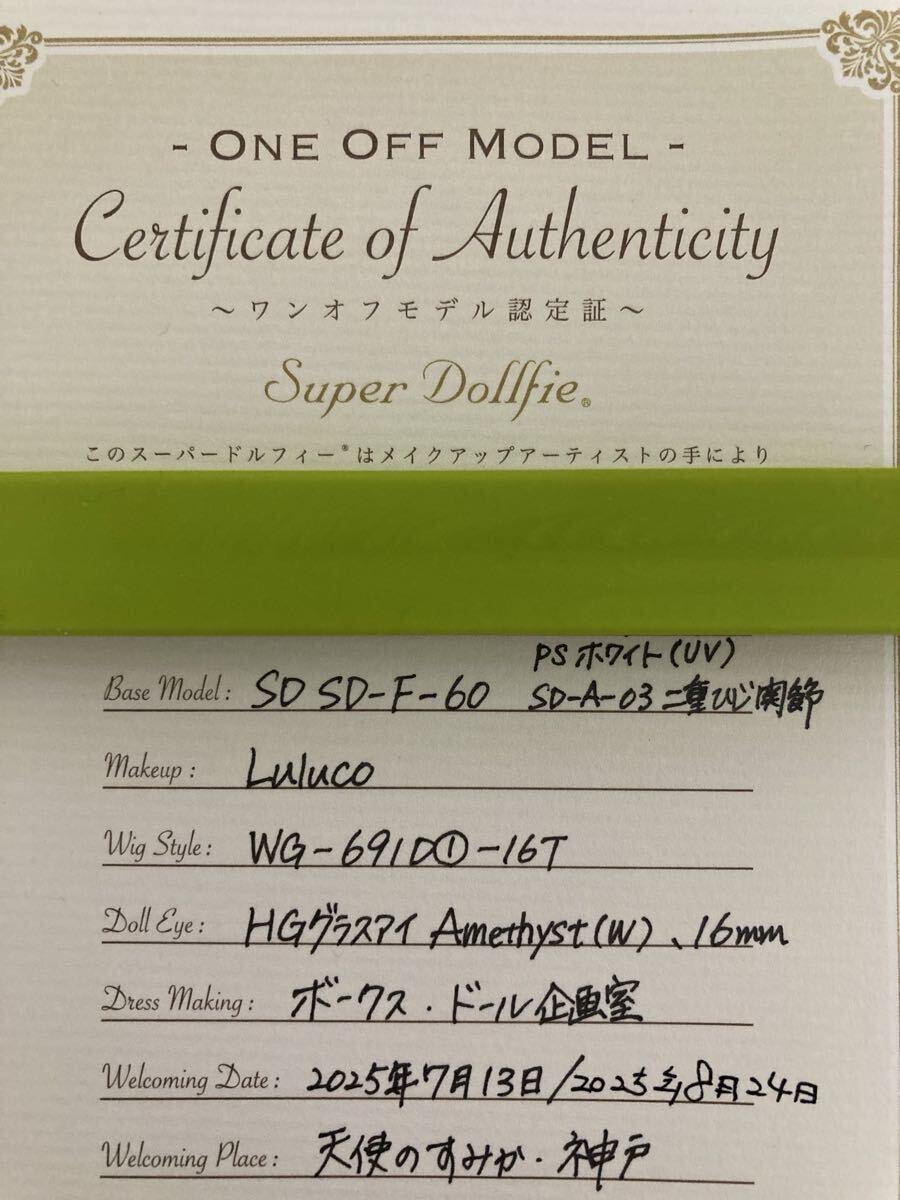 - ONE OFF MODEL -
Certificate of Authenticity
～ワンオフモデル認定証～
Super Dollfie®
このスーパードルフィー®はメイクアップアーティストの手により
PSホワイト(UV)
Base Model: SD SD-F-60 SD-A-03 二重ひじ関節
Makeup: Luluco
Wig Style: WG-691D①-16T
Doll Eye: HGグラスアイ Amethyst(W)、16mm
Dress Making: ボークス・ドール企画室
Welcoming Date: 2025年7月13日/2025年8月24日
Welcoming Place: 天使のすみか・神戸